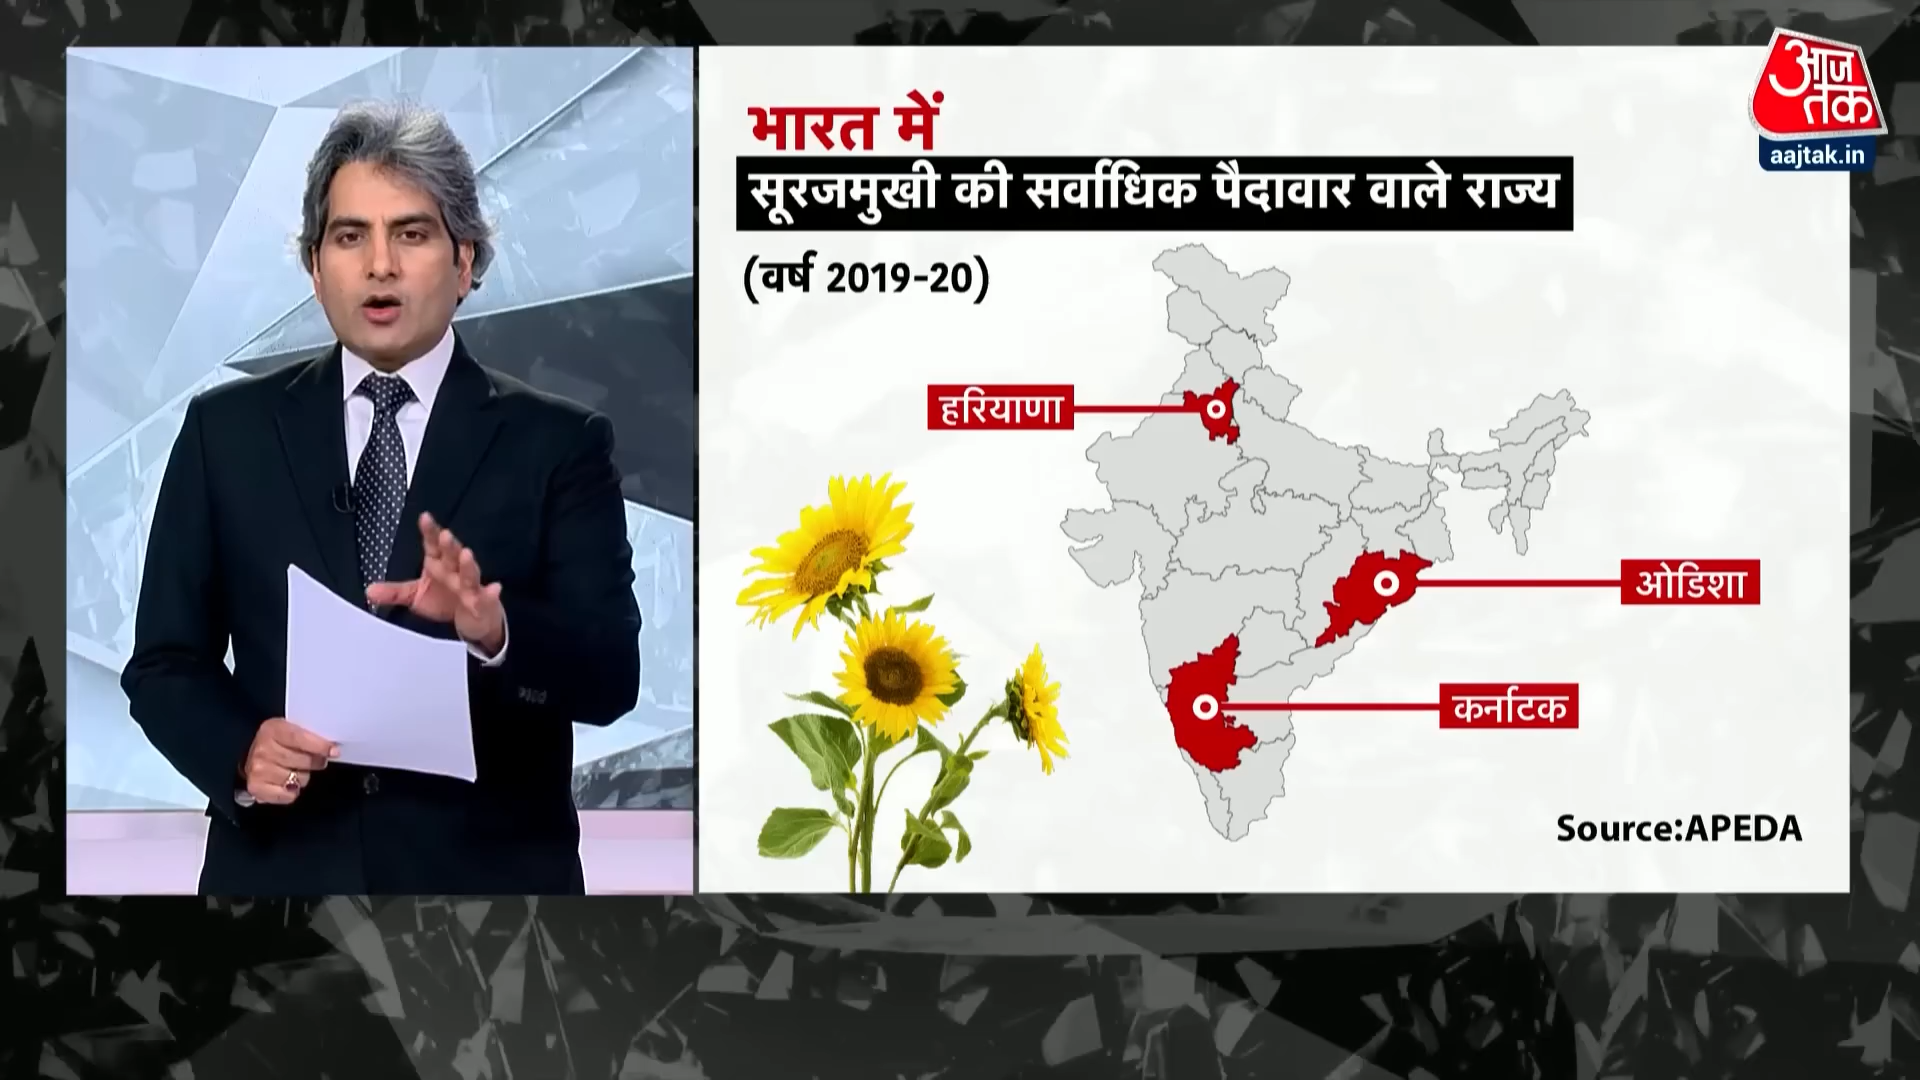 भारत में
सूरजमुखी की सर्वाधिक पैदावार वाले राज्य
(वर्ष 2019-20)
हरियाणा
ओडिशा
कर्नाटक
Source:APEDA
आज
तक
aajtak.in